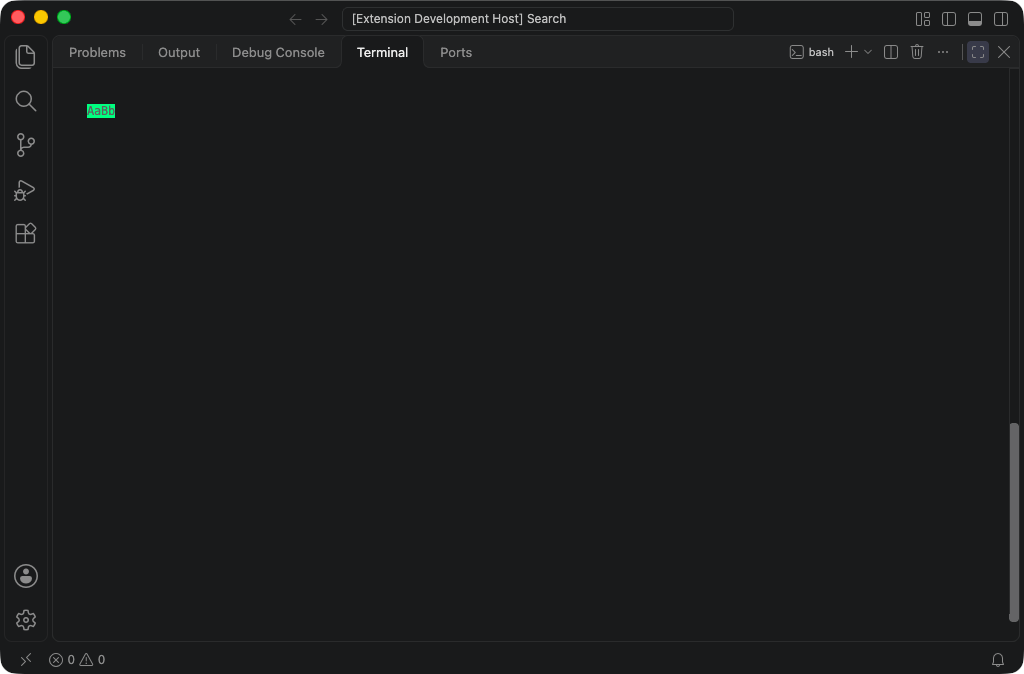 [Extension Development Host] Search
Problems
Output
Debug Console
Terminal
Ports
bash
AaBb
0
0